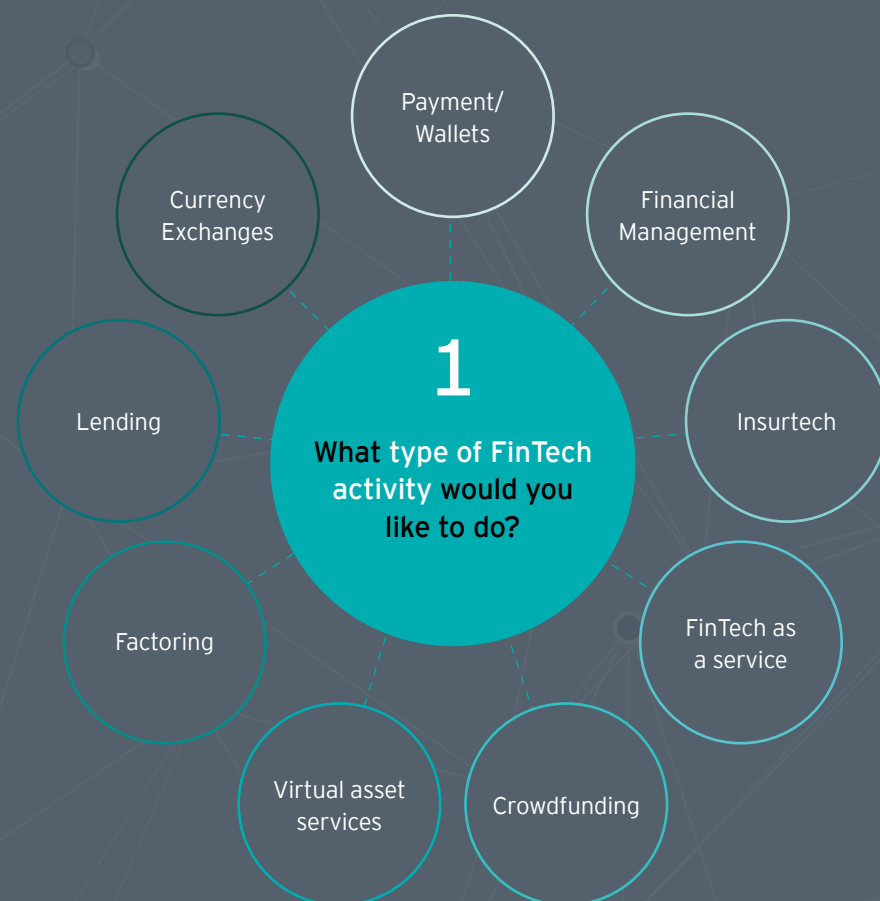 Payment/
Wallets
Financial
Management
Insurtech
FinTech as
a service
Crowdfunding
Virtual asset
services
Factoring
Lending
Currency
Exchanges
1
What type of FinTech
activity would you
like to do?